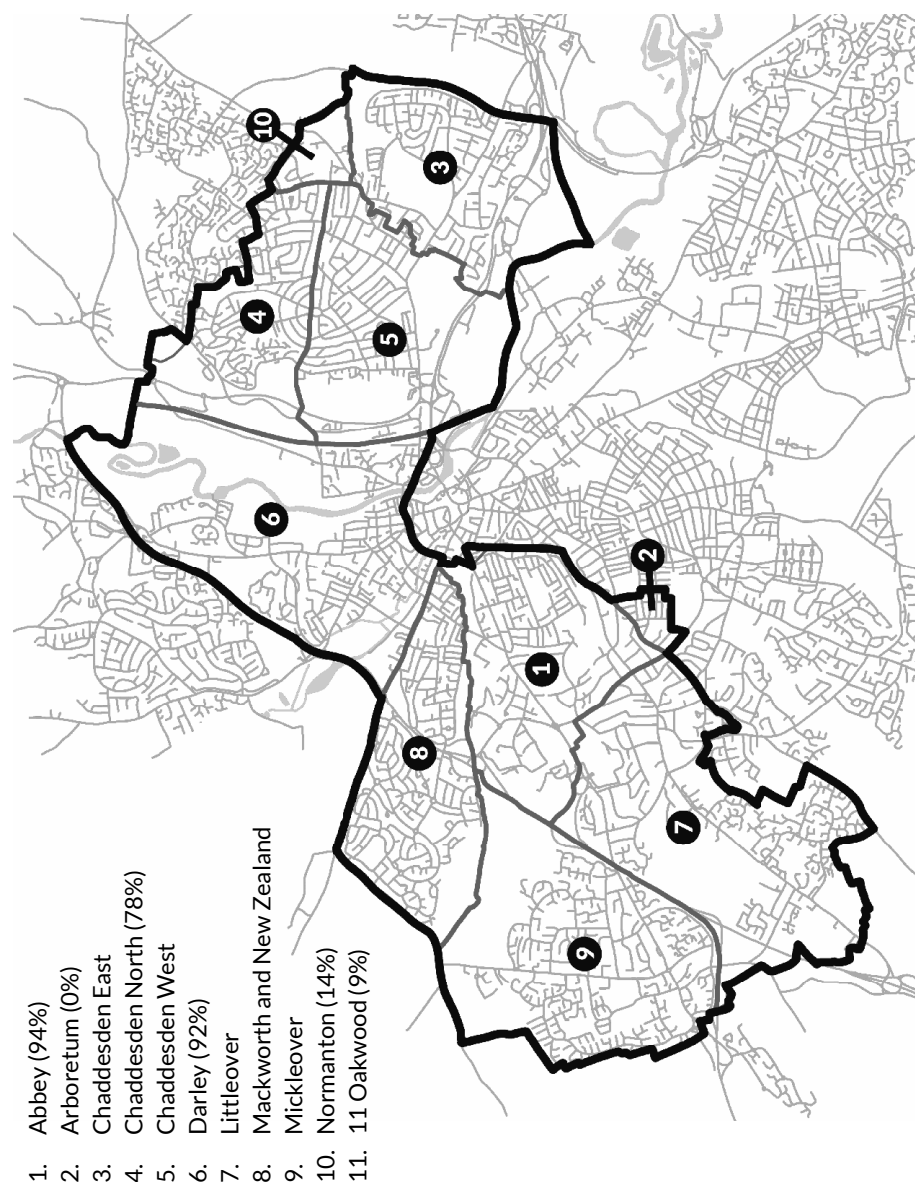 1. Abbey (94%)
2. Arboretum (0%)
3. Chaddesden East
4. Chaddesden North (78%)
5. Chaddesden West
6. Darley (92%)
7. Littleover
8. Mackworth and New Zealand
9. Mickleover
10. Normanton (14%)
11. 11 Oakwood (9%)
6
4
10
8
5
3
9
1
7
2